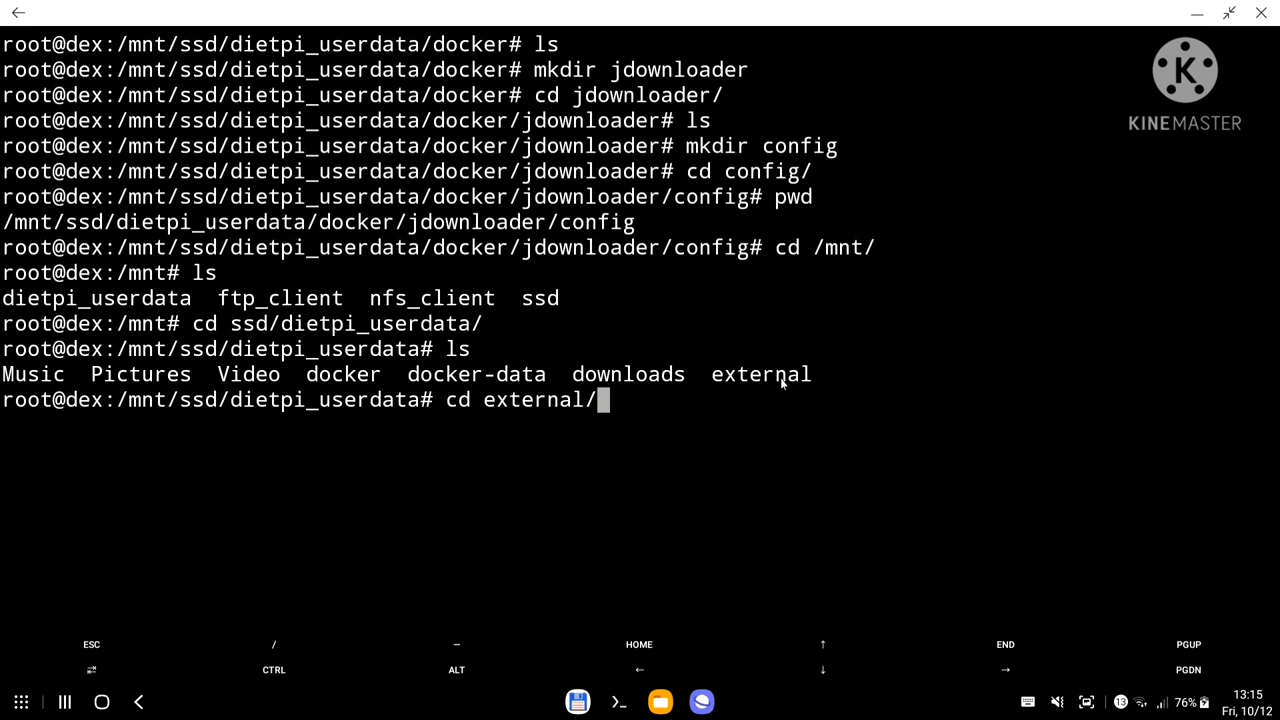 root@dex:/mnt/ssd/dietpi_userdata/docker# ls
root@dex:/mnt/ssd/dietpi_userdata/docker# mkdir jdownloader
root@dex:/mnt/ssd/dietpi_userdata/docker# cd jdownloader/
root@dex:/mnt/ssd/dietpi_userdata/docker/jdownloader# ls
root@dex:/mnt/ssd/dietpi_userdata/docker/jdownloader# mkdir config
root@dex:/mnt/ssd/dietpi_userdata/docker/jdownloader# cd config/
root@dex:/mnt/ssd/dietpi_userdata/docker/jdownloader/config# pwd
/mnt/ssd/dietpi_userdata/docker/jdownloader/config
root@dex:/mnt/ssd/dietpi_userdata/docker/jdownloader/config# cd /mnt/
root@dex:/mnt# ls
dietpi_userdata ftp_client nfs_client ssd
root@dex:/mnt# cd ssd/dietpi_userdata/
root@dex:/mnt/ssd/dietpi_userdata# ls
Music Pictures Video docker docker-data downloads external
root@dex:/mnt/ssd/dietpi_userdata# cd external/
K
KINEMASTER
ESC / − HOME ↑ END PGUP
⇄ CTRL ALT ← ↓ → PGDN
13 76% 13:15
Fri, 10/12